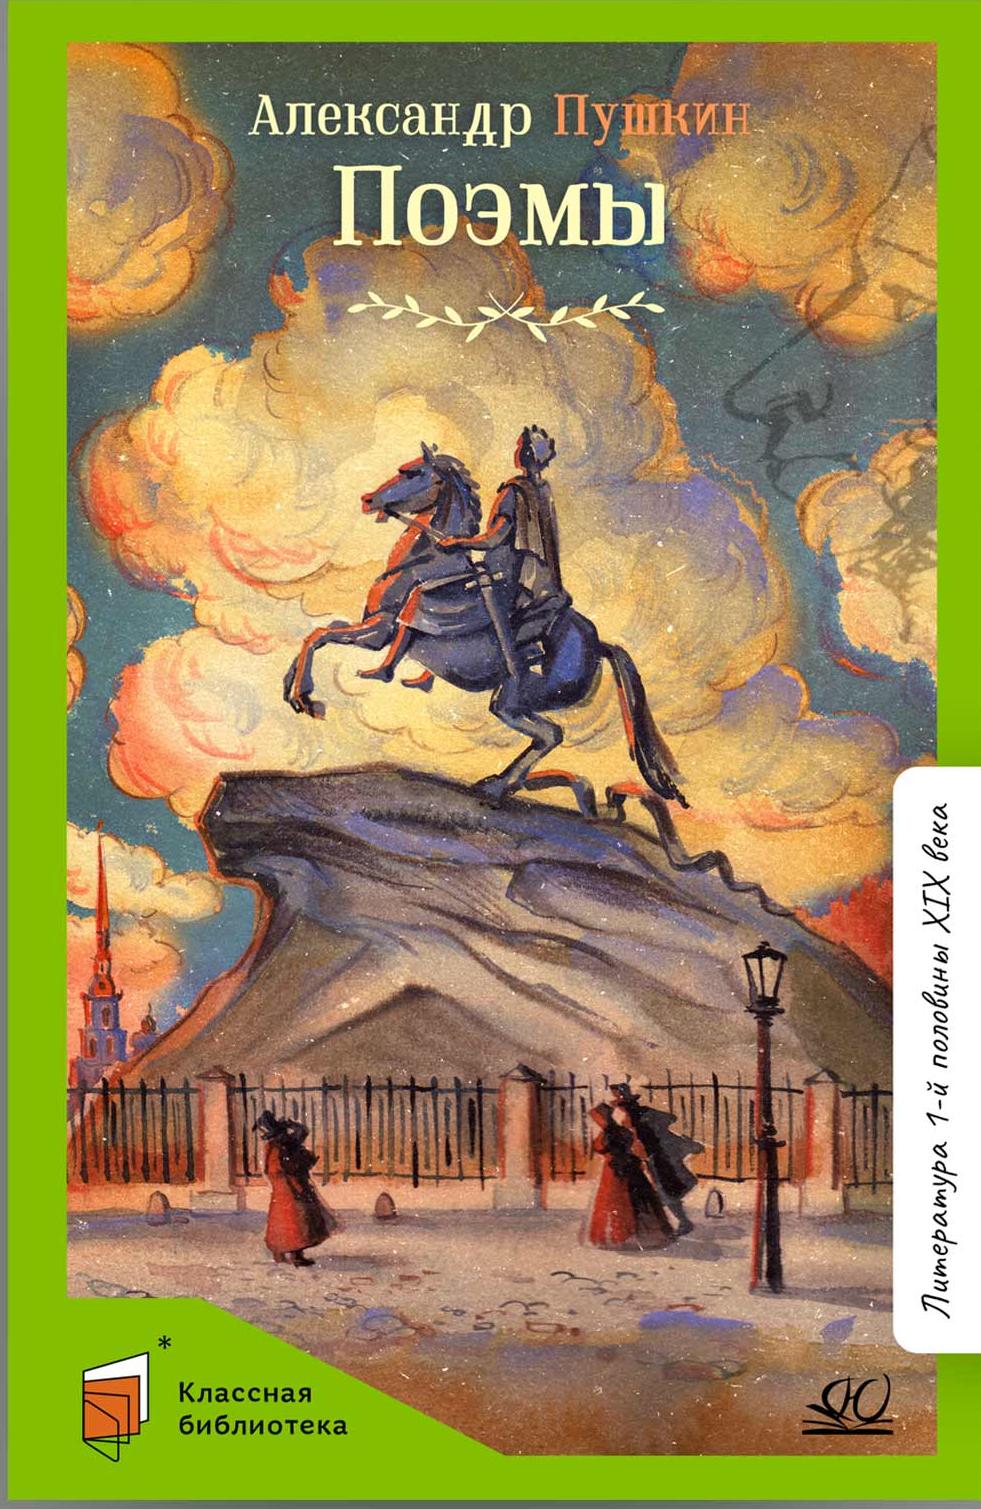 Александр Пушкин
Поэмы
Литература 1-й половины XIX века
*
Классная
библиотека